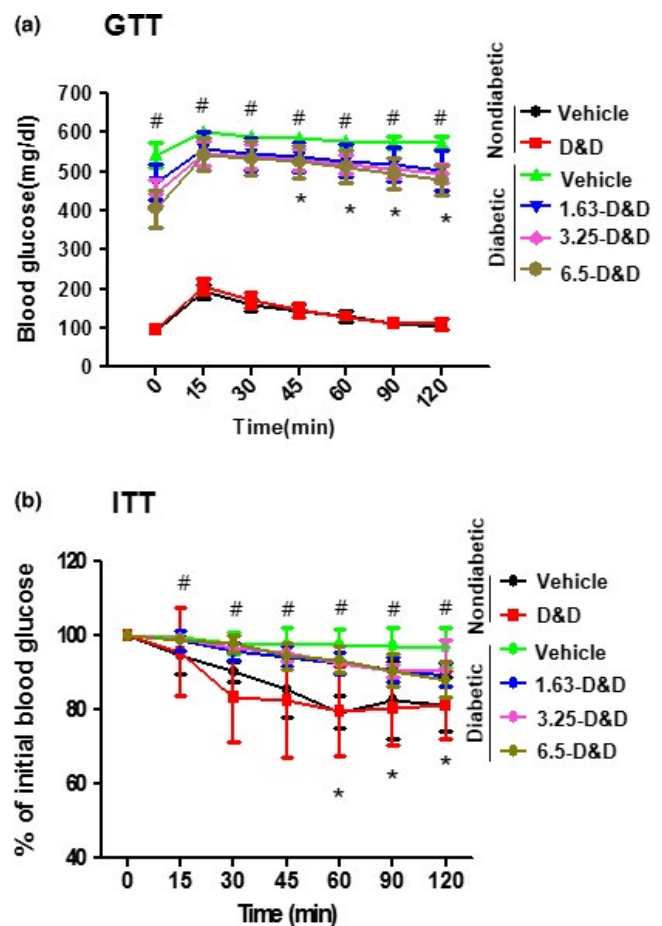 (a) GTT
# # # # # # #
700
600
500
400
300
200
100
0
Blood glucose(mg/dl)
* * * *
0 15 30 45 60 90 120
Time(min)
Nondiabetic
Vehicle
D&D
Diabetic
Vehicle
1.63-D&D
3.25-D&D
6.5-D&D
(b) ITT
120
100
80
60
40
% of initial blood glucose
# # # # # #
* * *
0 15 30 45 60 90 120
Time (min)
Nondiabetic
Vehicle
D&D
Diabetic
Vehicle
1.63-D&D
3.25-D&D
6.5-D&D